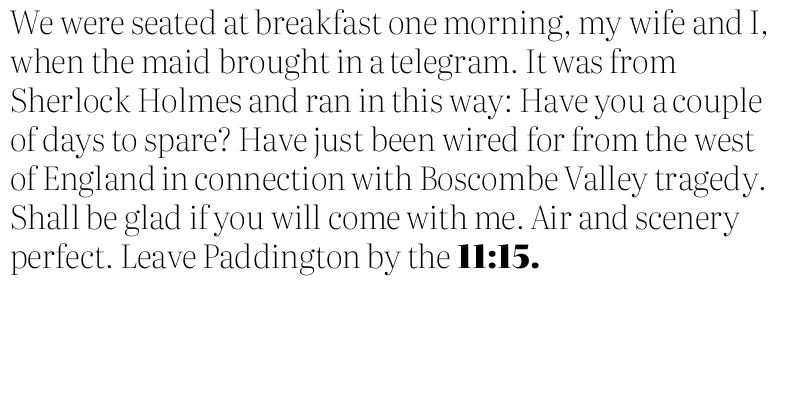 We were seated at breakfast one morning, my wife and I,
when the maid brought in a telegram. It was from
Sherlock Holmes and ran in this way: Have you a couple
of days to spare? Have just been wired for from the west
of England in connection with Boscombe Valley tragedy.
Shall be glad if you will come with me. Air and scenery
perfect. Leave Paddington by the 11:15.